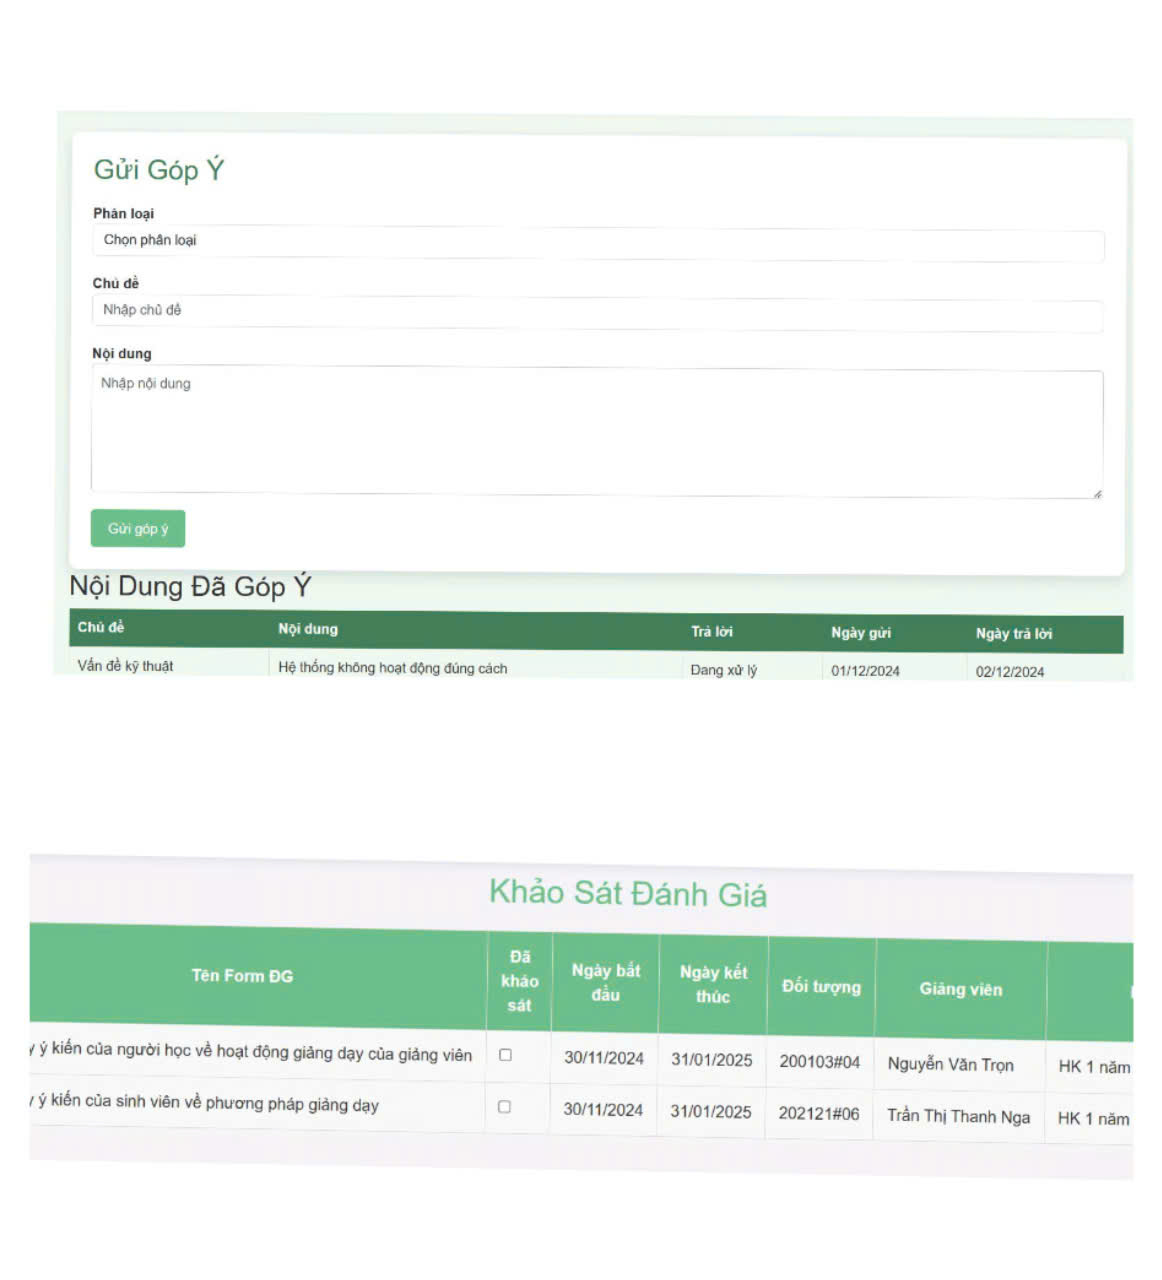 Gửi Góp Ý
Phân loại
Chọn phân loại
Chủ đề
Nhập chủ đề
Nội dung
Nhập nội dung
Gửi góp ý
Nội Dung Đã Góp Ý
Chủ đề Nội dung Trả lời Ngày gửi Ngày trả lời
Vấn đề kỹ thuật Hệ thống không hoạt động đúng cách Đang xử lý 01/12/2024 02/12/2024
Khảo Sát Đánh Giá
Tên Form ĐG Đã khảo sát Ngày bắt đầu Ngày kết thúc Đối tượng Giảng viên
ý kiến của người học về hoạt động giảng dạy của giảng viên 30/11/2024 31/01/2025 200103#04 Nguyễn Văn Trọn HK 1 năm
ý kiến của sinh viên về phương pháp giảng dạy 30/11/2024 31/01/2025 202121#06 Trần Thị Thanh Nga HK 1 năm